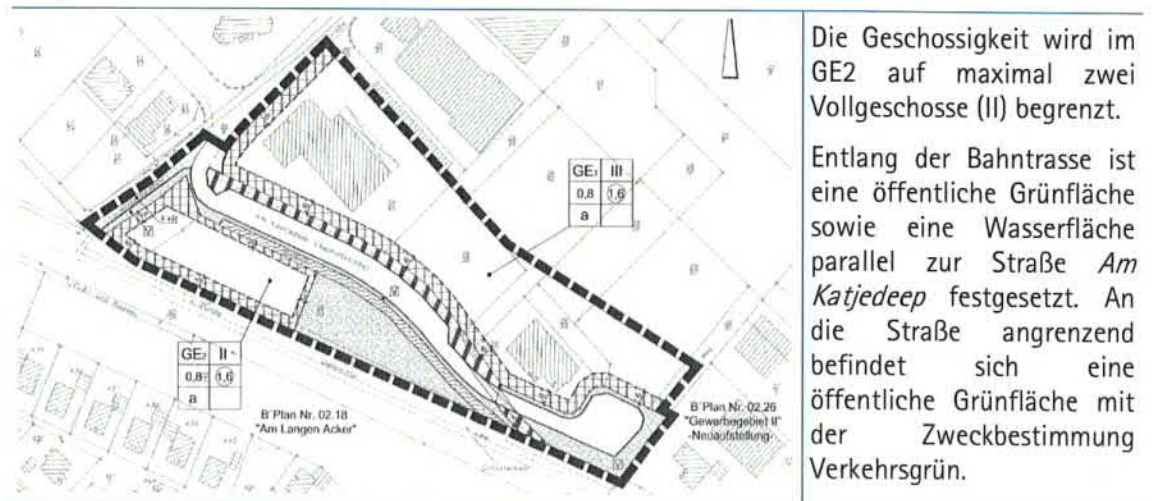 GE₁ III
0,8 1,6
a
GE₂ II
0,8 1,6
a
B'Plan Nr. 02.18
"Am Langen Acker"
B'Plan Nr. 02.26
"Gewerbegebiet II"
-Neuaufstellung-
Die Geschossigkeit wird im
GE2 auf maximal zwei
Vollgeschosse (II) begrenzt.
Entlang der Bahntrasse ist
eine öffentliche Grünfläche
sowie eine Wasserfläche
parallel zur Straße Am
Katjedeep festgesetzt. An
die Straße angrenzend
befindet sich eine
öffentliche Grünfläche mit
der Zweckbestimmung
Verkehrsgrün.